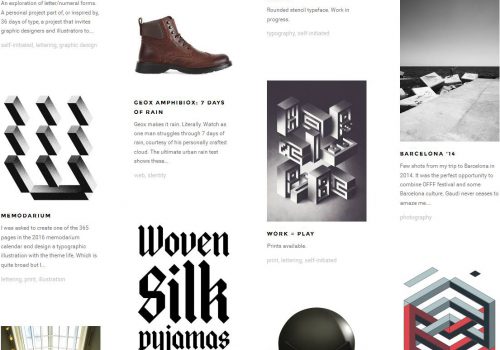 An exploration of letter/numeral forms.
A personal project part of, or inspired by,
36 days of type, a project that invites
graphic designers and illustrators to...
self-initiated, lettering, graphic design
MEMODARIUM
I was asked to create one of the 365
pages in the 2016 memodarium
calendar and design a typographic
illustration with the theme life. Which is
quite broad but I...
lettering, print, illustration
GEOX AMPHIBIOX: 7 DAYS
OF RAIN
Geox makes it rain. Literally. Watch as
one man struggles through 7 days of
rain, courtesy of his personally crafted
cloud. The ultimate urban rain test
shows these...
web, identity
Woven
Silk
pyjamas
Rounded stencil typeface. Work in
progress.
typography, self-initiated
WORK – PLAY
Prints available.
print, lettering, self-initiated
BARCELONA '14
Few shots from my trip to Barcelona in
2014. It was the perfect opportunity to
combine OFFF festival and some
Barcelona culture. Gaudi never ceases to
amaze me....
photography